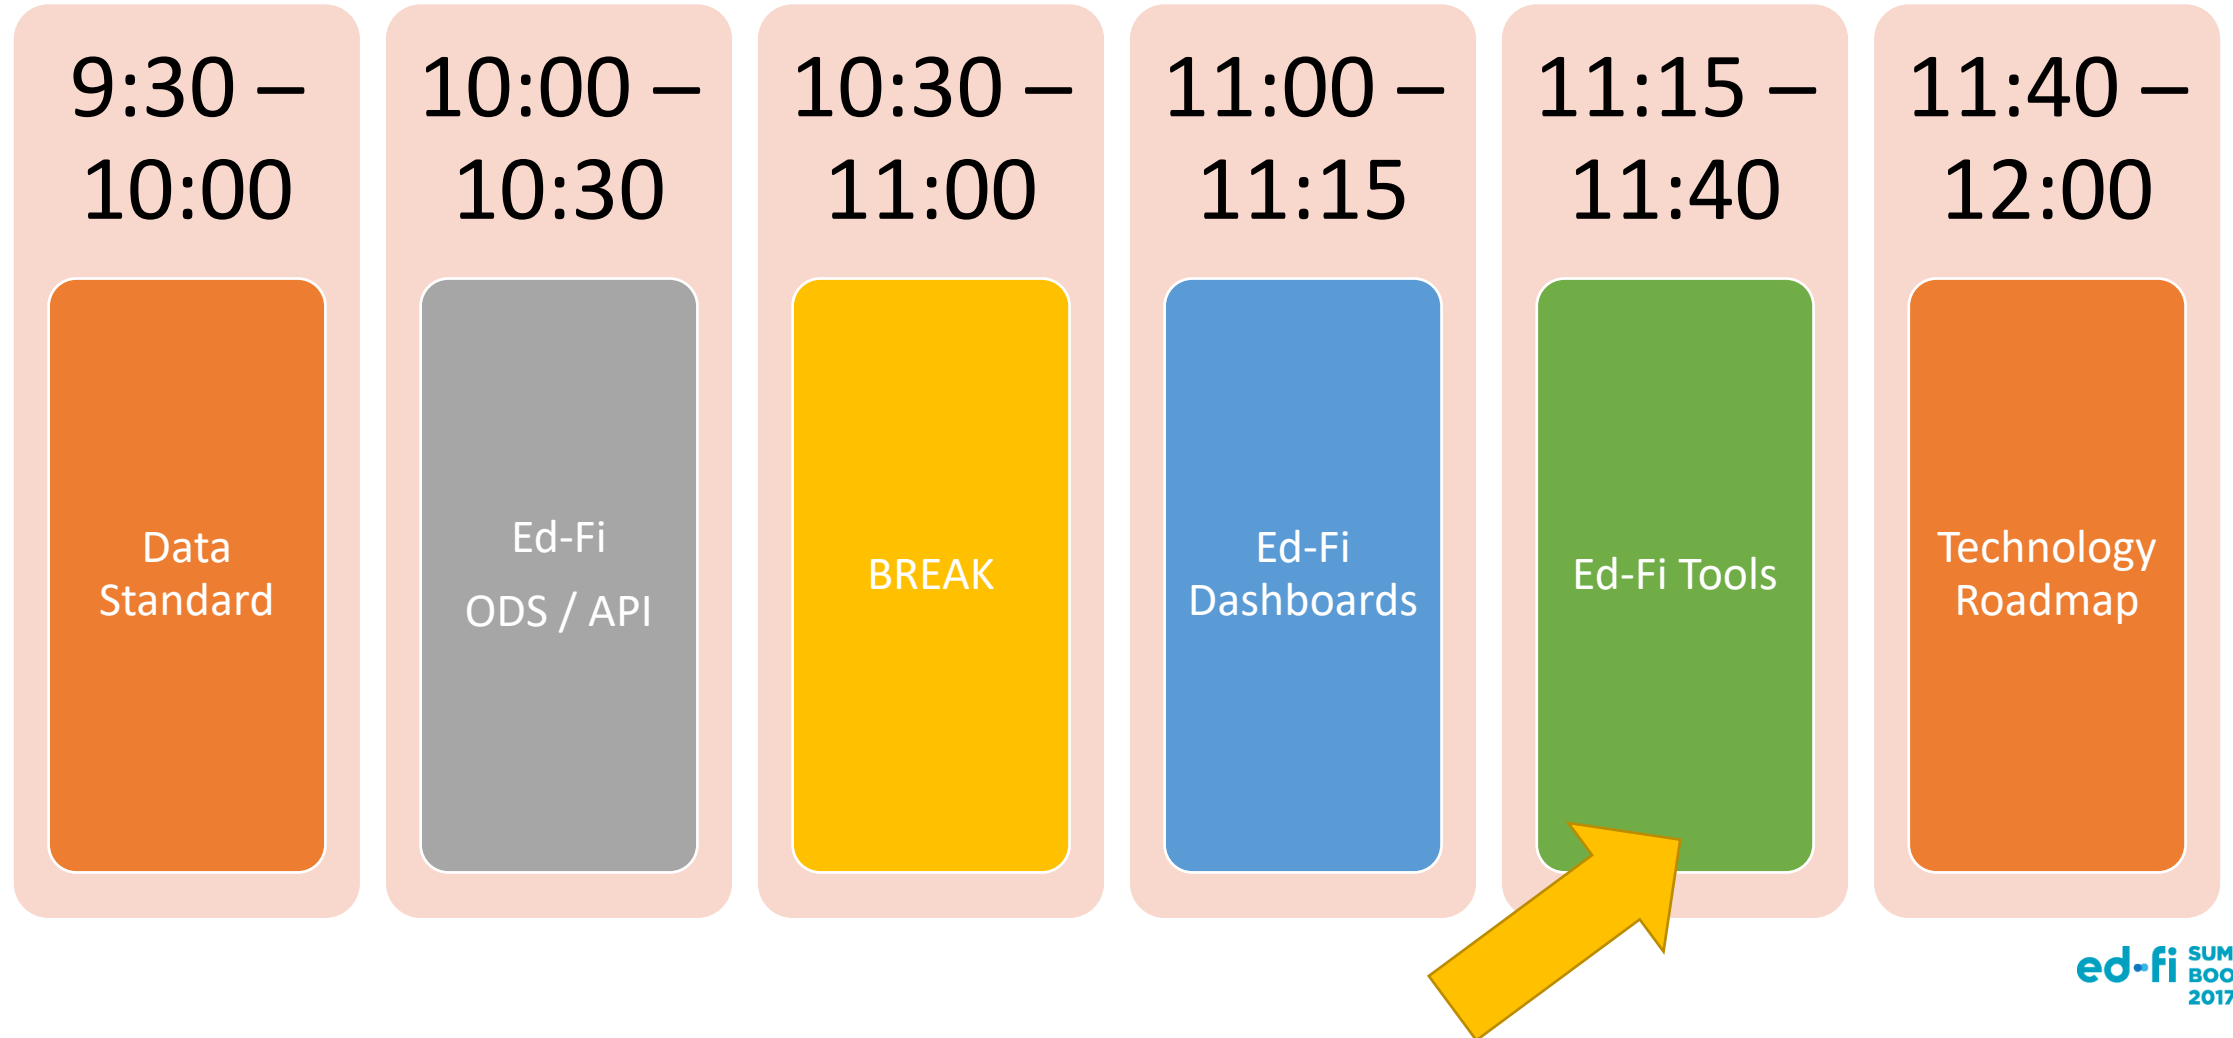 9:30 –
10:00
Data
Standard
10:00 –
10:30
Ed-Fi
ODS / API
10:30 –
11:00
BREAK
11:00 –
11:15
Ed-Fi
Dashboards
11:15 –
11:40
Ed-Fi Tools
11:40 –
12:00
Technology
Roadmap
ed-fi
2017